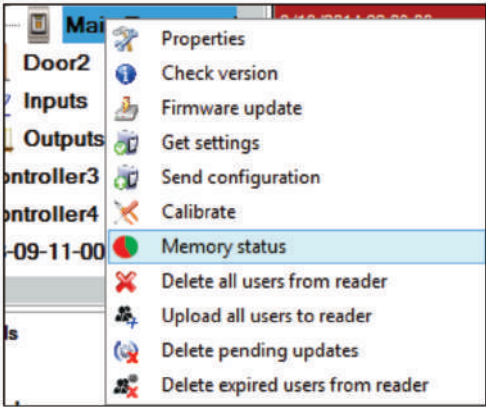 Mai
Properties
Door2
Check version
Inputs
Firmware update
Outputs
Get settings
ontroller3
Send configuration
ontroller4
Calibrate
-09-11-00
Memory status
Delete all users from reader
ls
Upload all users to reader
Delete pending updates
Delete expired users from reader